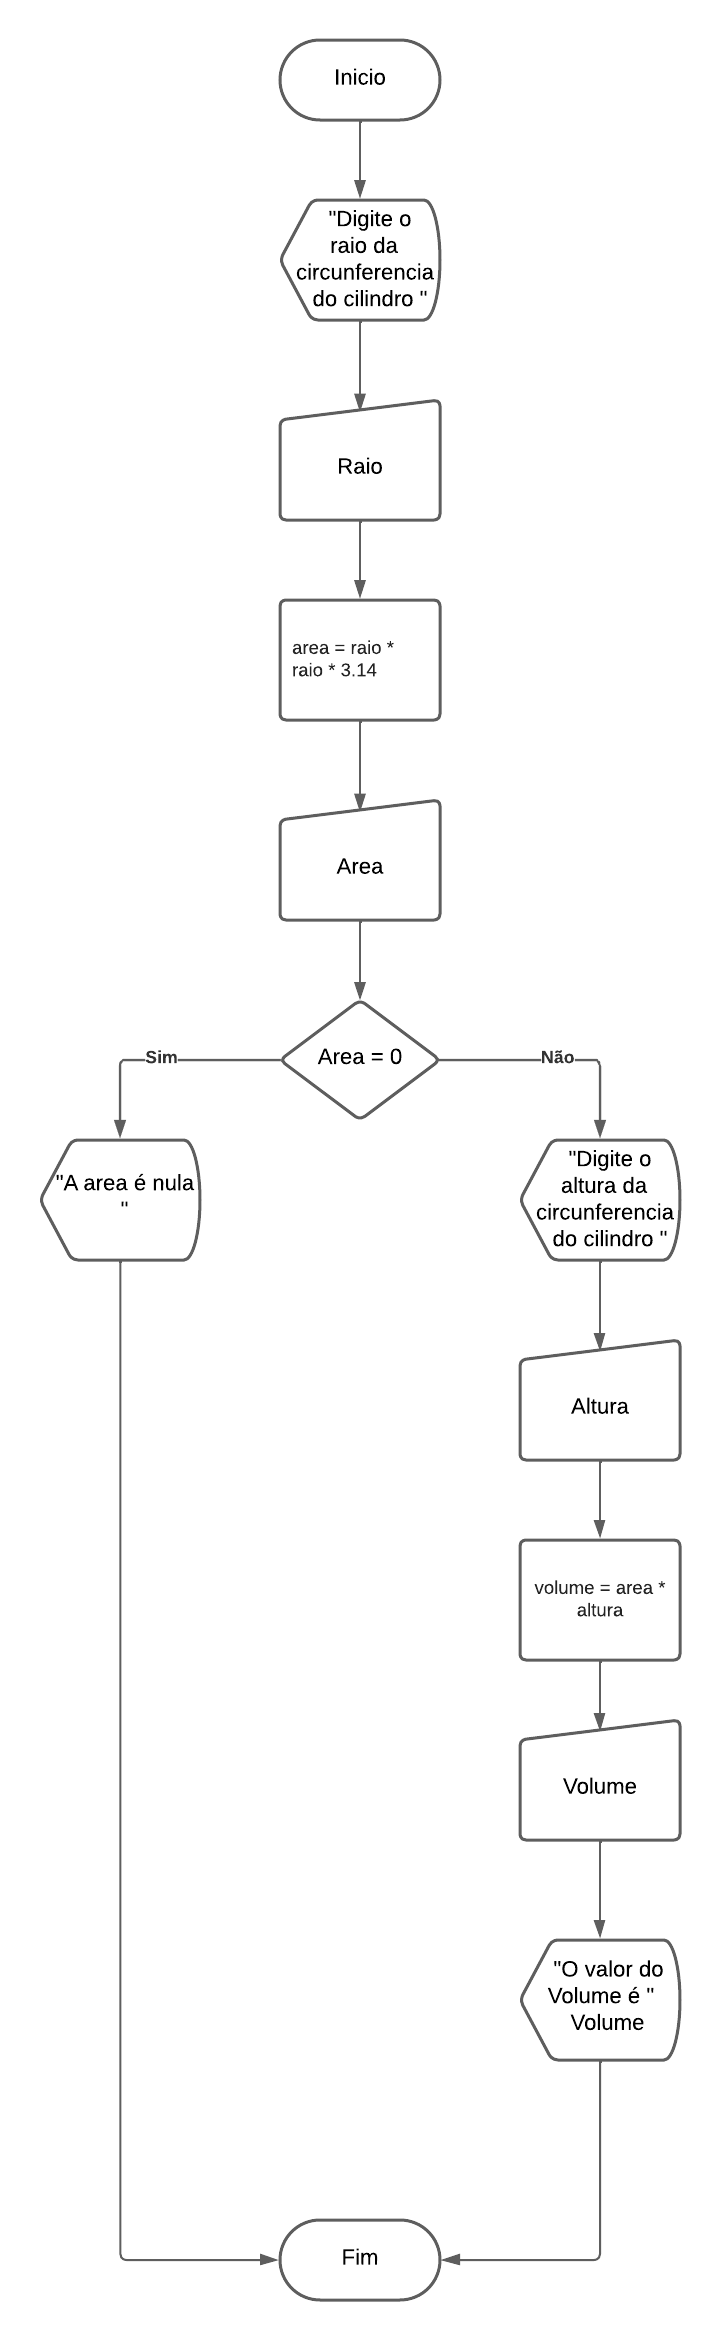 Inicio
"Digite o
raio da
circunferencia
do cilindro "
Raio
area = raio *
raio * 3.14
Area
Area = 0
Sim
Não
"A area é nula
"
"Digite o
altura da
circunferencia
do cilindro "
Altura
volume = area *
altura
Volume
"O valor do
Volume é "
Volume
Fim